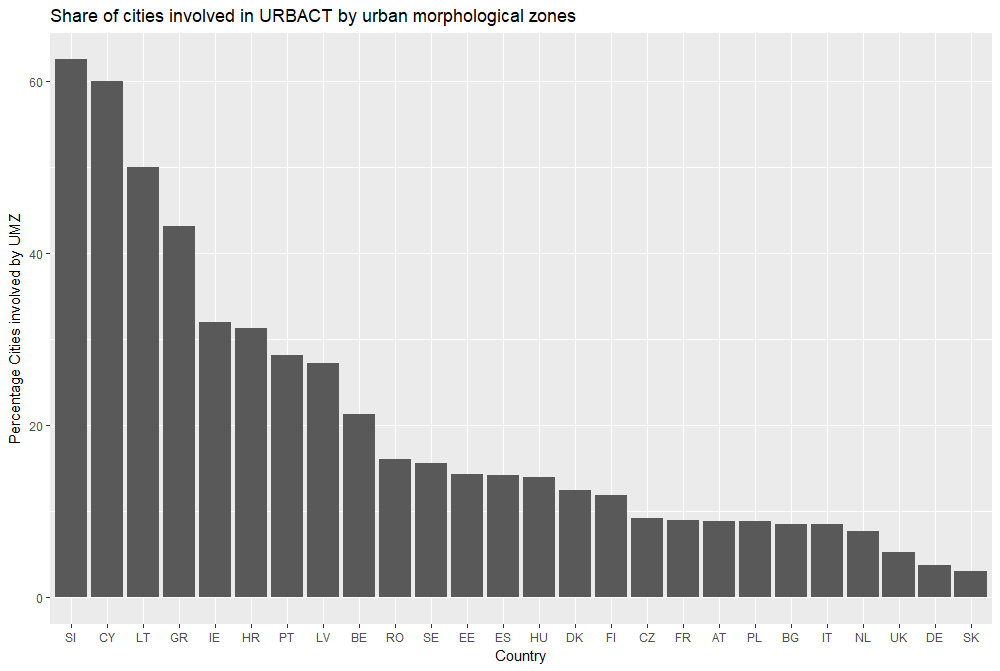 Share of cities involved in URBACT by urban morphological zones
Percentage Cities involved by UMZ
60
40
20
0
SI CY LT GR IE HR PT LV BE RO SE EE ES HU DK FI CZ FR AT PL BG IT NL UK DE SK
Country